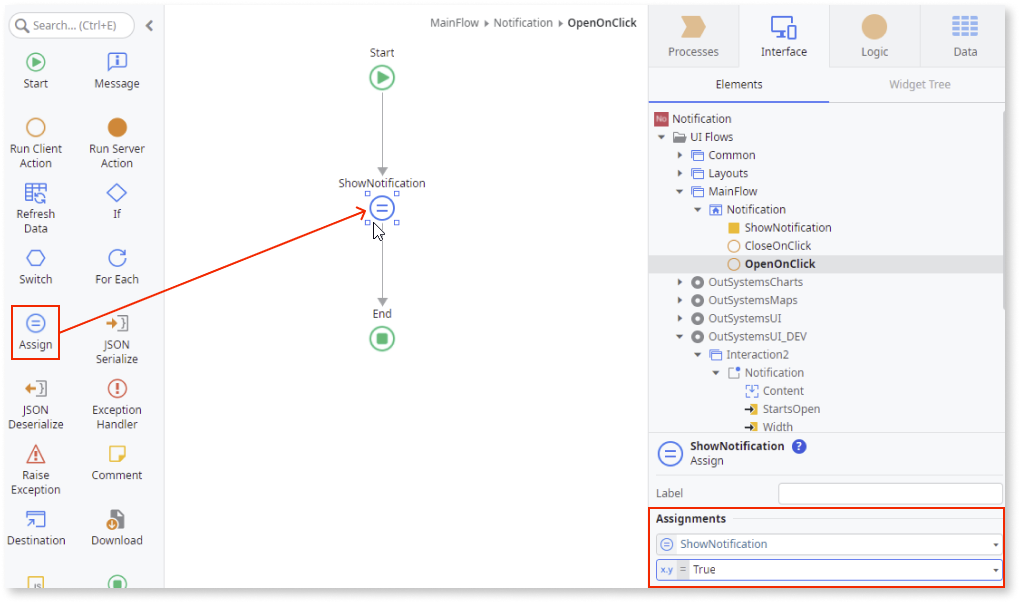 Search... (Ctrl+E)
Start
Message
Run Client
Action
Run Server
Action
Refresh
Data
If
Switch
For Each
Assign
JSON
Serialize
JSON
Deserialize
Exception
Handler
Raise
Exception
Comment
Destination
Download
JS
MainFlow Notification OpenOnClick
Start
ShowNotification
End
Processes
Interface
Logic
Data
Elements
Widget Tree
No Notification
UI Flows
Common
Layouts
MainFlow
Notification
ShowNotification
CloseOnClick
OpenOnClick
OutSystemsCharts
OutSystemsMaps
OutSystemsUI
OutSystemsUI_DEV
Interaction2
Notification
Content
StartsOpen
Width
ShowNotification ?
Assign
Label
Assignments
ShowNotification
x.y = True